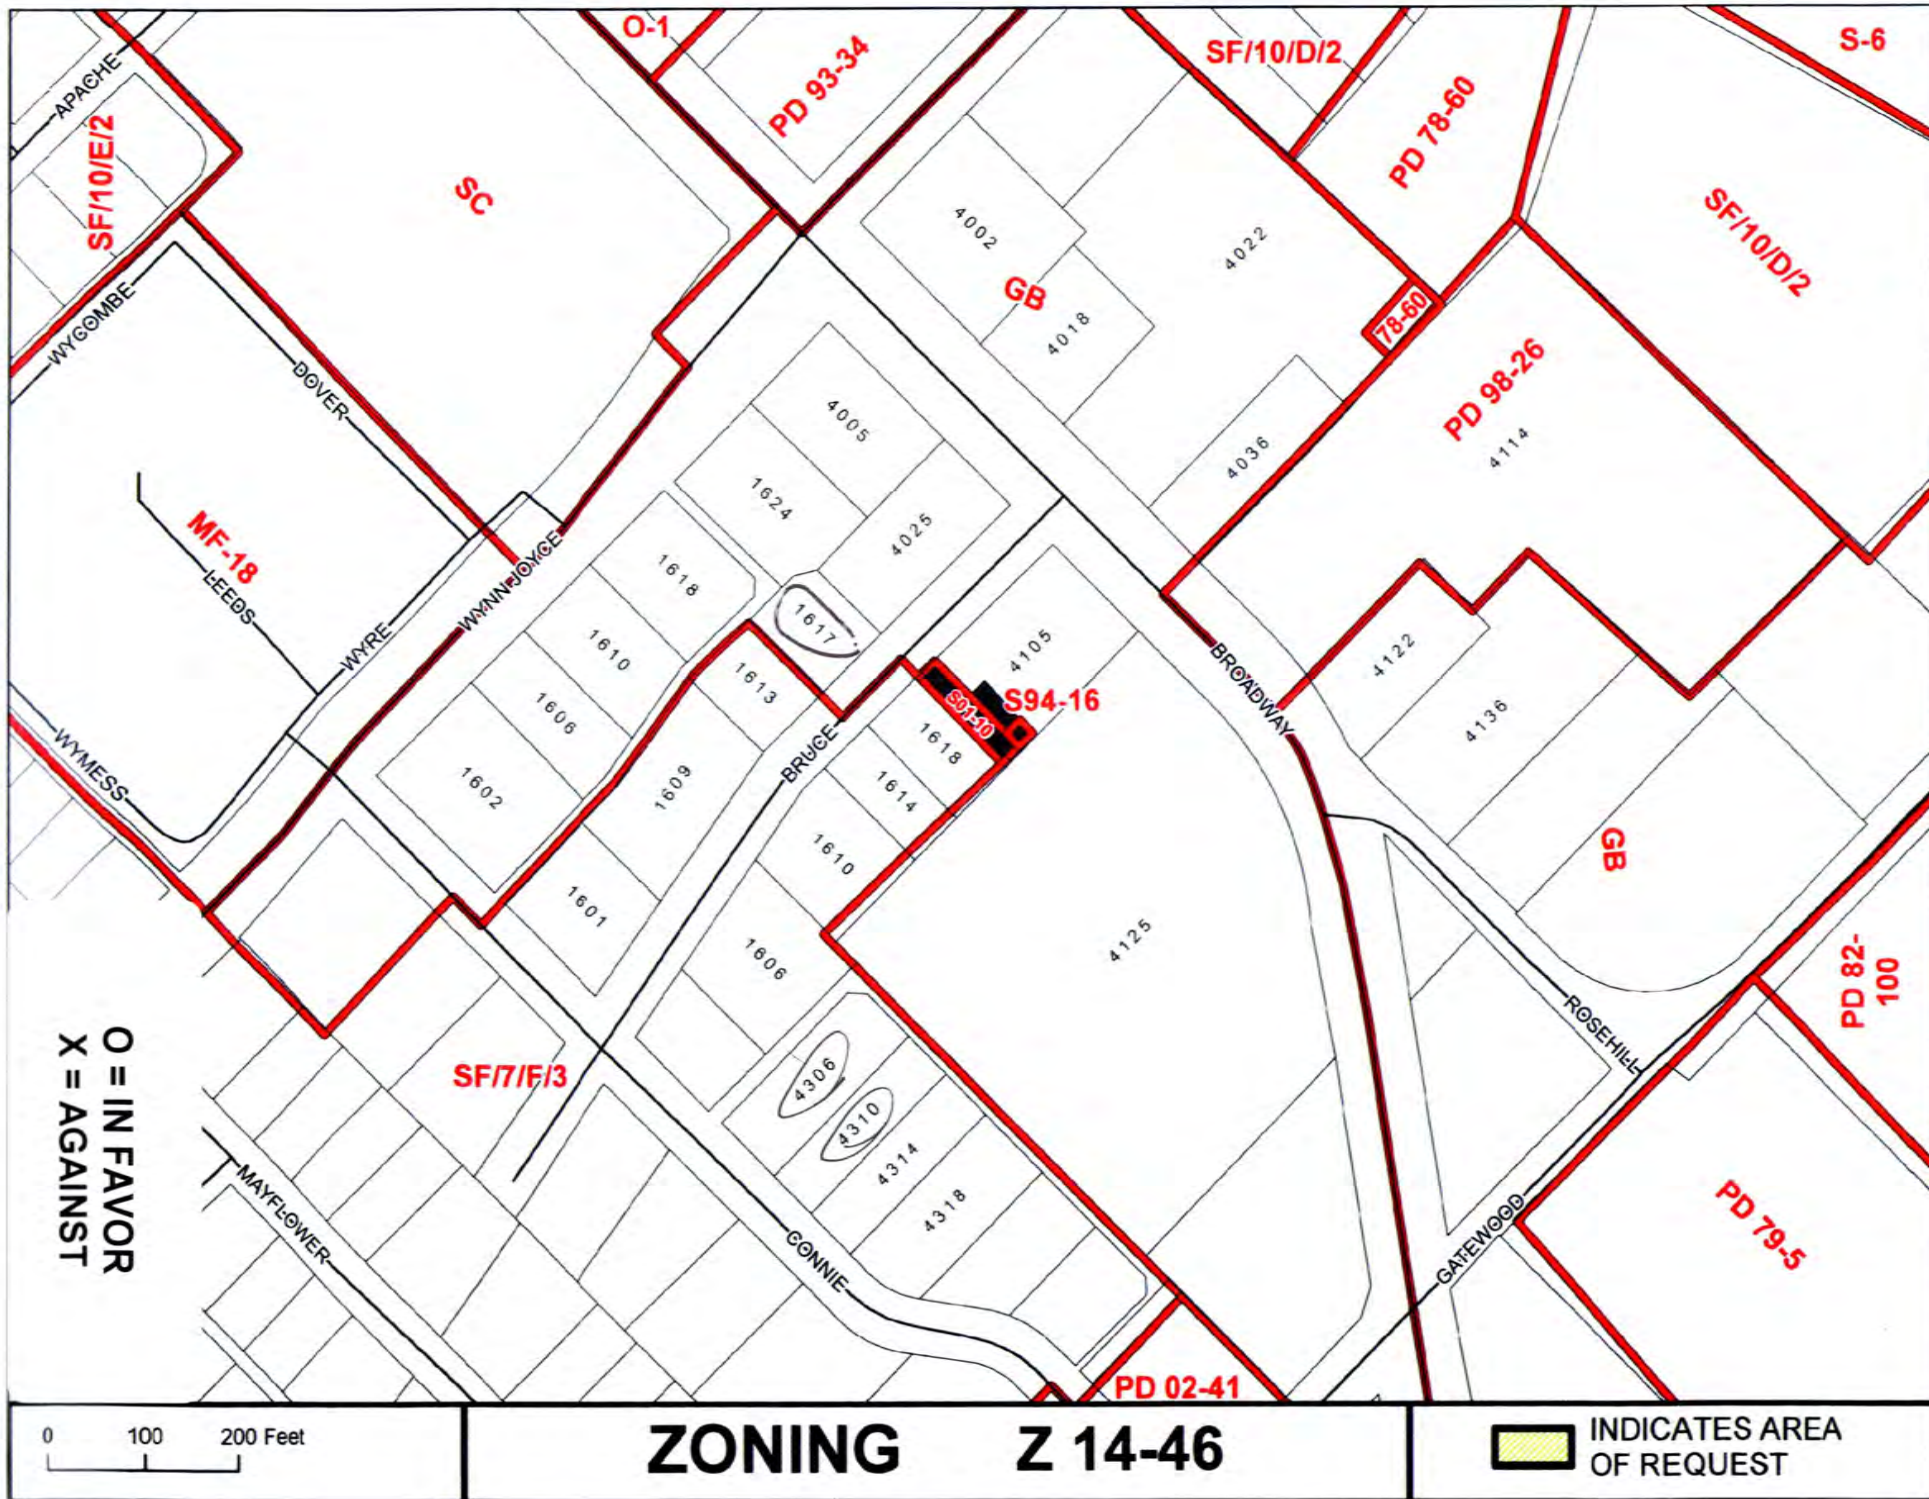 O-1
PD 93-34
SF/10/D/2
S-6
APACHE
SF/10/E/2
SC
PD 78-60
SF/10/D/2
4002
4022
GB
4018
78-60
WYCOMBE
DOVER
PD 98-26
4005
4114
4036
1624
4025
MF-18
LEEDS
WYNN JOYCE
1618
1617
WYRE
1610
4105
4122
BROADWAY
1613
S94-16
S01-10
1606
BRUCE
1618
4136
WYMESS
1602
1609
1614
1610
GB
1601
4125
1606
PD 82-
100
ROSEHILL
O = IN FAVOR
X = AGAINST
SF/7/F/3
4306
4310
4314
4318
MAYFLOWER
CONNIE
GATEWOOD
PD 79-5
PD 02-41
0 100 200 Feet
ZONING Z 14-46
INDICATES AREA
OF REQUEST